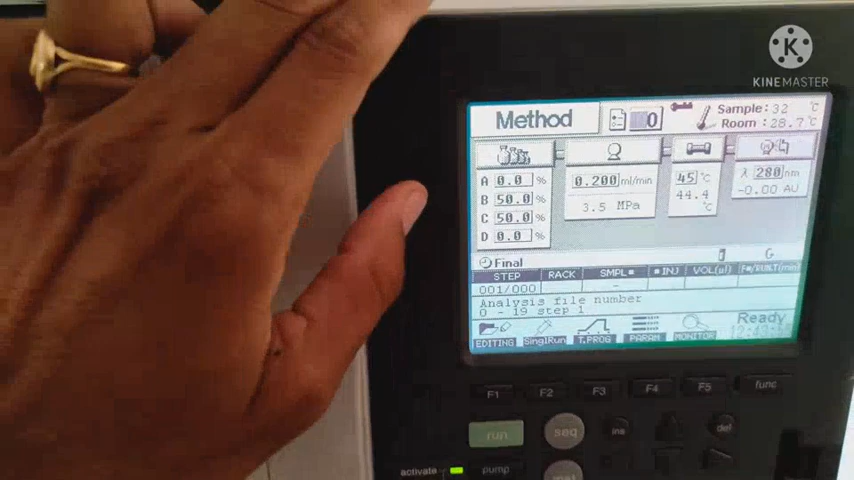 K
KINEMASTER
Method
0
Sample: 32 °C
Room : 28.7°C
A 0.0 %
B 50.0 %
C 50.0 %
D 0.0 %
0.200 ml/min
3.5 MPa
45 °C
44.4 °C
λ 280 nm
-0.00 AU
Final
STEP RACK SMPL# #INJ VOL(µl)
001/000 -
Analysis file number
0 - 19 step 1
Ready
EDITING SinglRun T.PROG PARAM MONITOR
F1 F2 F3 F4 F5 func
run seq ins del
activate pump